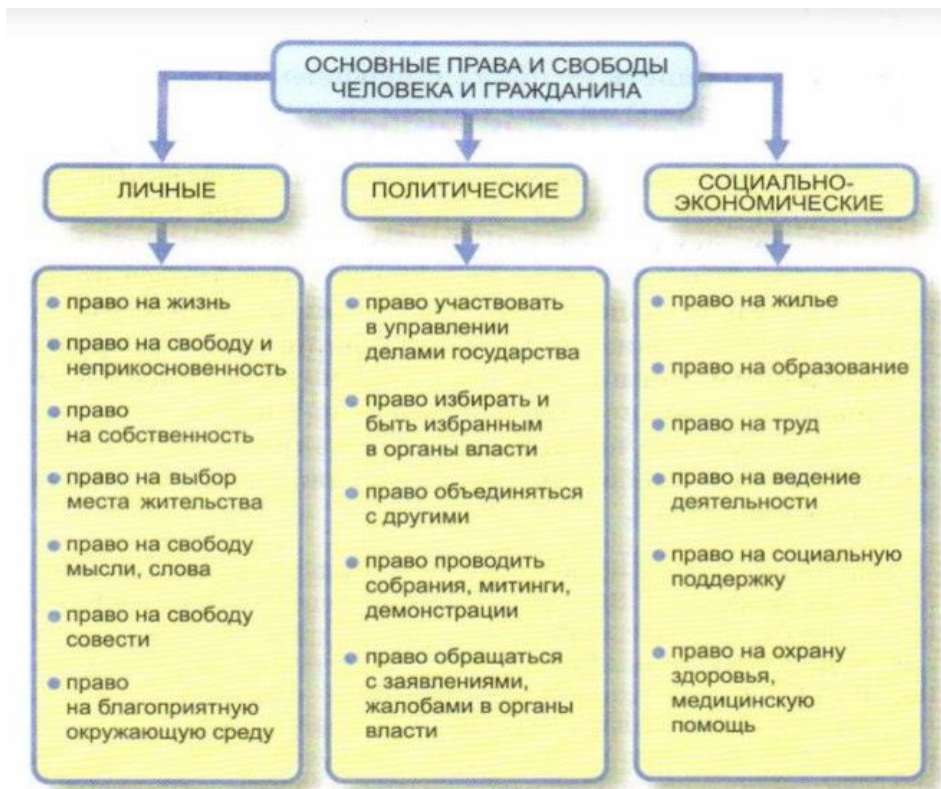 ОСНОВНЫЕ ПРАВА И СВОБОДЫ
ЧЕЛОВЕКА И ГРАЖДАНИНА
ЛИЧНЫЕ
право на жизнь
право на свободу и
неприкосновенность
право
на собственность
право на выбор
места жительства
право на свободу
мысли, слова
право на свободу
совести
право
на благоприятную
окружающую среду
ПОЛИТИЧЕСКИЕ
право участвовать
в управлении
делами государства
право избирать и
быть избранным
в органы власти
право объединяться
с другими
право проводить
собрания, митинги,
демонстрации
право обращаться
с заявлениями,
жалобами в органы
власти
СОЦИАЛЬНО-
ЭКОНОМИЧЕСКИЕ
право на жилье
право на образование
право на труд
право на ведение
деятельности
право на социальную
поддержку
право на охрану
здоровья,
медицинскую
помощь